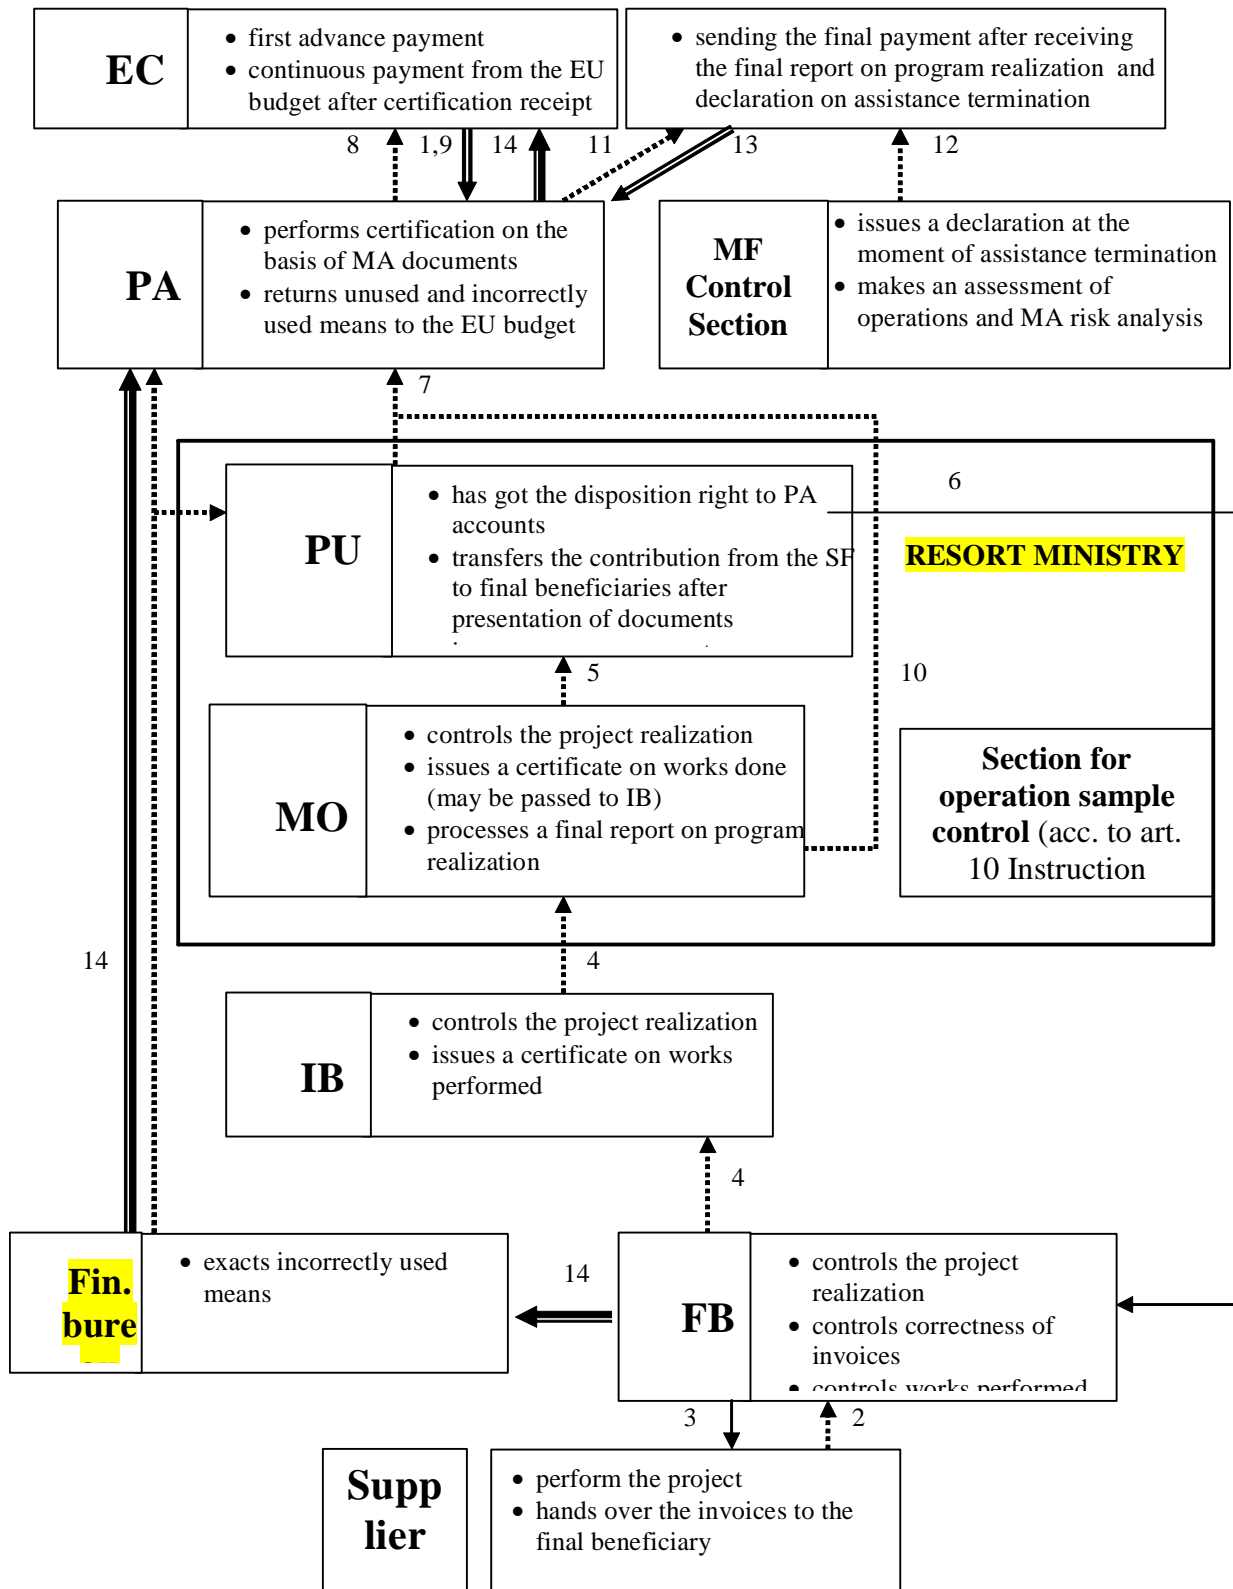 EC
• first advance payment
• continuous payment from the EU
budget after certification receipt
• sending the final payment after receiving
the final report on program realization and
declaration on assistance termination
8
1,9
14
11
13
12
PA
• performs certification on the
basis of MA documents
• returns unused and incorrectly
used means to the EU budget
MF
Control
Section
• issues a declaration at the
moment of assistance termination
• makes an assessment of
operations and MA risk analysis
7
PU
• has got the disposition right to PA
accounts
• transfers the contribution from the SF
to final beneficiaries after
presentation of documents
6
RESORT MINISTRY
5
10
MO
• controls the project realization
• issues a certificate on works done
(may be passed to IB)
• processes a final report on program
realization
Section for
operation sample
control (acc. to art.
10 Instruction
14
4
IB
• controls the project realization
• issues a certificate on works
performed
4
Fin.
bure
• exacts incorrectly used
means
14
FB
• controls the project
realization
• controls correctness of
invoices
• controls works performed
3
2
Supp
lier
• perform the project
• hands over the invoices to the
final beneficiary